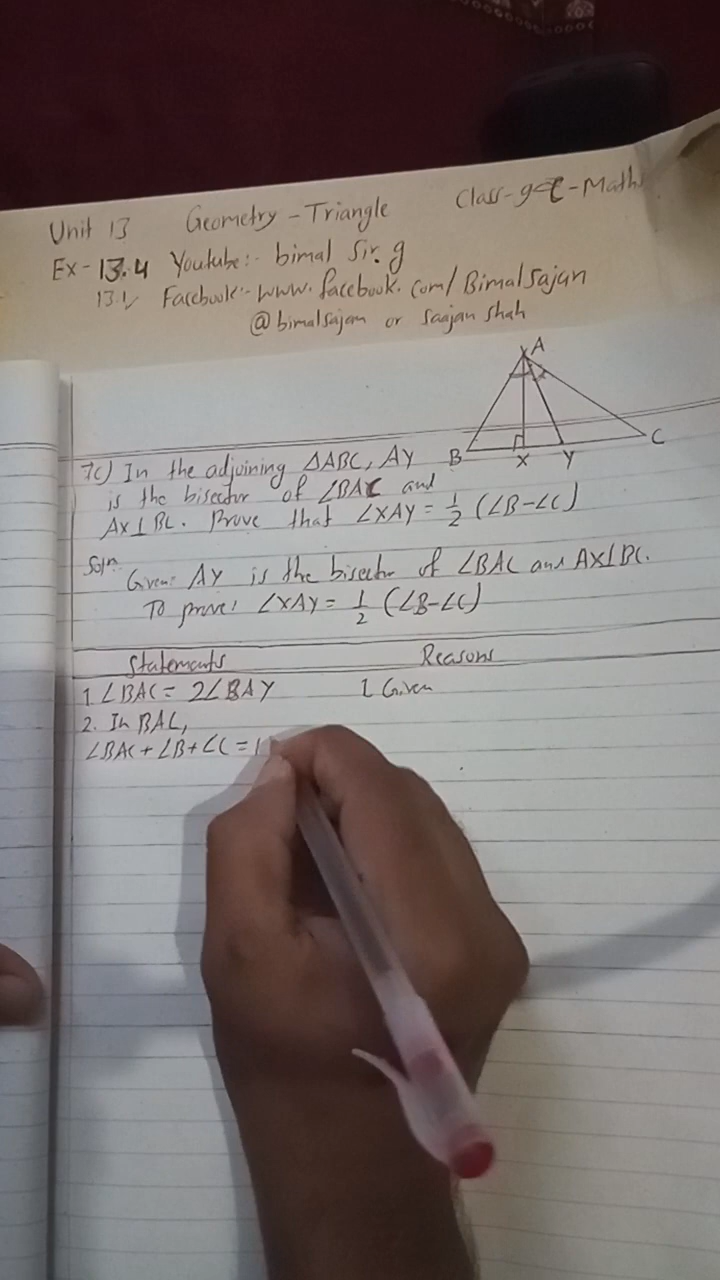 Unit 13 Geometry - Triangle Class-9 - Math
Ex- 13.4 Youtube:- bimal Sir. g
13.1 Facebook:- www.facebook.com/Bimalsajan
@bimalsajan or Saajan Shah
A
B X Y C
7c) In the adjoining ΔABC, AY
is the bisector of ∠BAC and
AX⊥BC. Prove that ∠XAY = 1/2 (∠B-∠C)
Soln
Given: AY is the bisector of ∠BAC and AX⊥BC.
To prove: ∠XAY = 1/2 (∠B-∠C)
Statements Reasons
1. ∠BAC = 2∠BAY 1. Given
2. In BAC,
∠BAC + ∠B + ∠C = 1